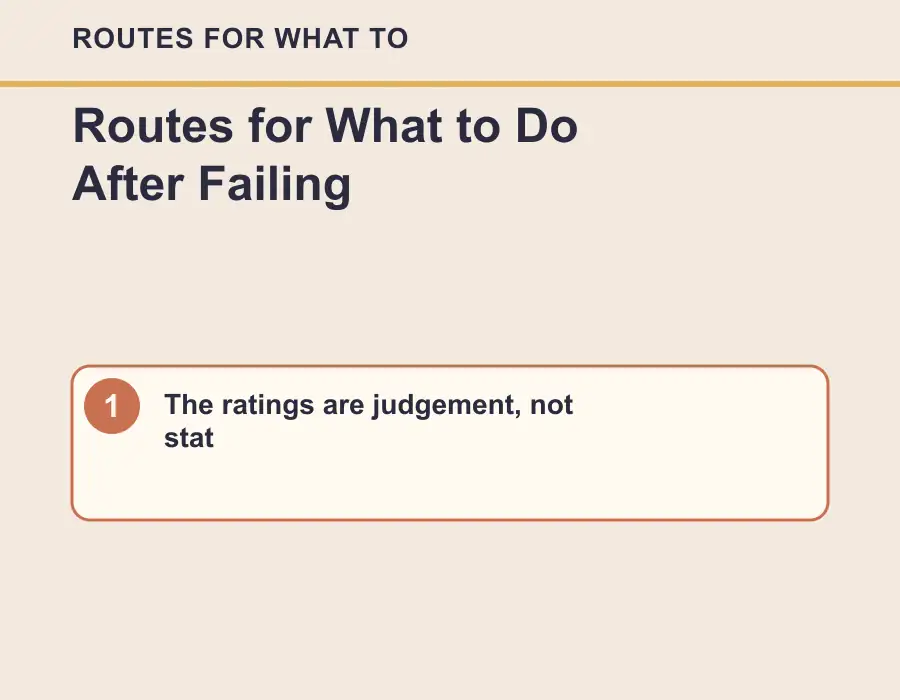 ROUTES FOR WHAT TO
Routes for What to Do
After Failing
1
The ratings are judgement, not
stat